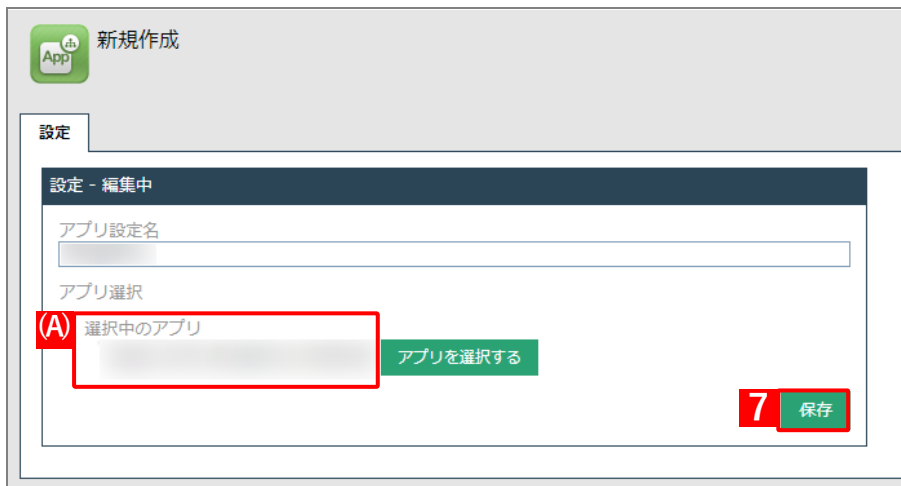 App
新規作成
設定
設定 - 編集中
アプリ設定名
アプリ選択
(A)
選択中のアプリ
アプリを選択する
7
保存